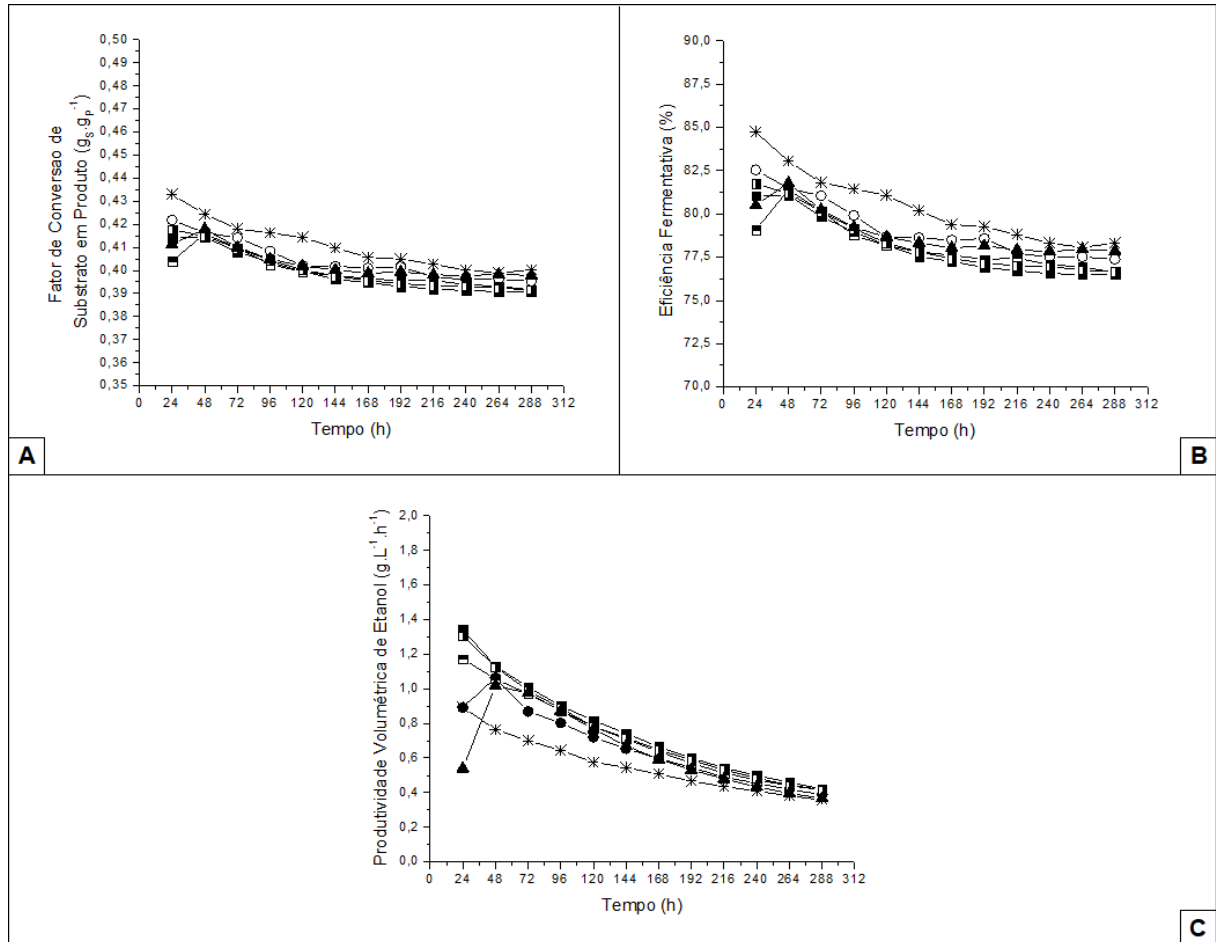 0,50
0,49
0,48
0,47
0,46
0,45
0,44
0,43
0,42
0,41
0,40
0,39
0,38
0,37
0,36
0,35
0 24 48 72 96 120 144 168 192 216 240 264 288 312
Fator de Conversao de
Substrato em Produto (gₛ.gₚ⁻¹)
Tempo (h)
A
90,0
87,5
85,0
82,5
80,0
77,5
75,0
72,5
70,0
0 24 48 72 96 120 144 168 192 216 240 264 288 312
Eficiência Fermentativa (%)
Tempo (h)
B
2,0
1,8
1,6
1,4
1,2
1,0
0,8
0,6
0,4
0,2
0,0
0 24 48 72 96 120 144 168 192 216 240 264 288 312
Produtividade Volumétrica de Etanol (g.L⁻¹.h⁻¹)
Tempo (h)
C